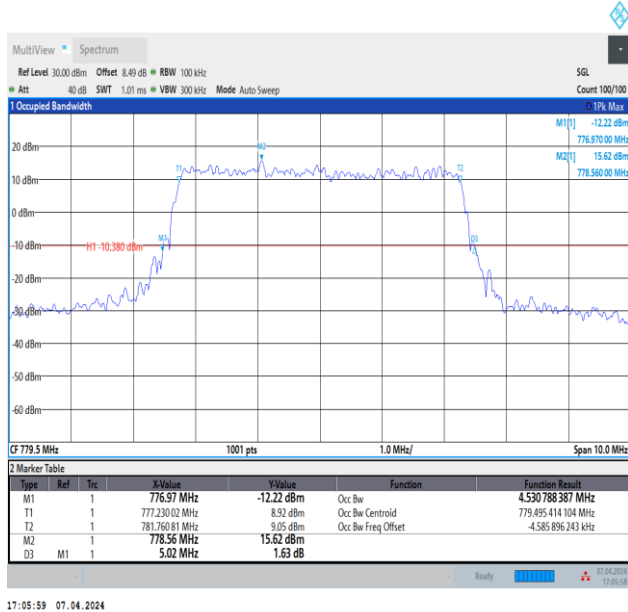 MultiView Spectrum
Ref Level 30.00 dBm Offset 8.49 dB RBW 100 kHz SGL
Att 40 dB SWT 1.01 ms VBW 300 kHz Mode Auto Sweep Count 100/100
1 Occupied Bandwidth 1Pk Max
M1[1] -12.22 dBm
776.97000 MHz
M2[1] 15.62 dBm
778.56000 MHz
M2
20 dBm
T1 T2
10 dBm
0 dBm
M1 D3
-10 dBm H1 -10.380 dBm
-20 dBm
-30 dBm
-40 dBm
-50 dBm
-60 dBm
CF 779.5 MHz 1001 pts 1.0 MHz/ Span 10.0 MHz
2 Marker Table
Type Ref Trc X-Value Y-Value Function Function Result
M1 1 776.97 MHz -12.22 dBm Occ Bw 4.530 788 387 MHz
T1 1 777.230 02 MHz 8.92 dBm Occ Bw Centroid 779.495 414 104 MHz
T2 1 781.760 81 MHz 9.05 dBm Occ Bw Freq Offset -4.585 896 243 kHz
M2 1 778.56 MHz 15.62 dBm
D3 M1 1 5.02 MHz 1.63 dB
Ready 07.04.2024
17:05:58
17:05:59 07.04.2024